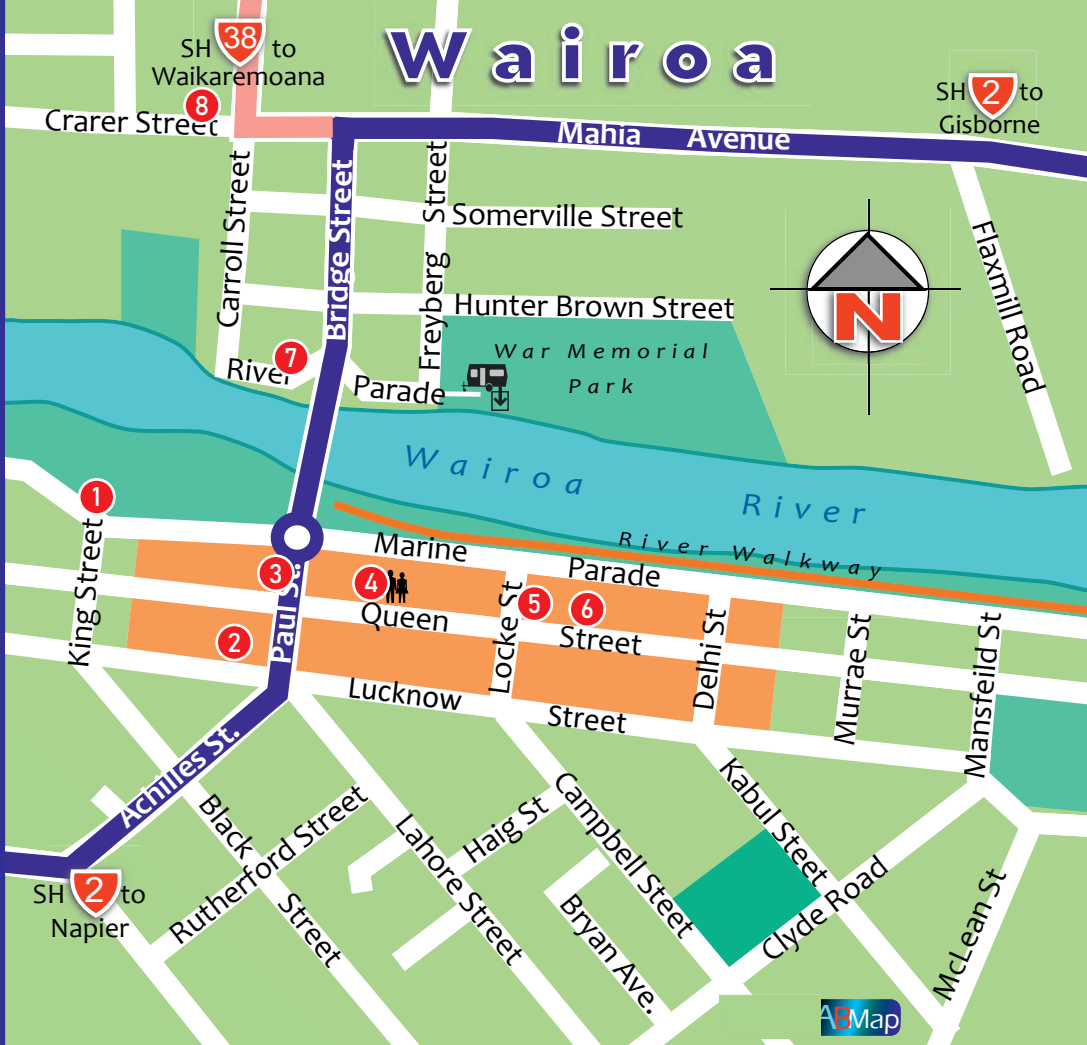 Wairoa
SH 38 to
Waikaremoana
8
Crarer Street
SH 2 to
Gisborne
Mahia Avenue
Carroll Street
Bridge Street
Freyberg Street
Somerville Street
Flaxmill Road
N
Hunter Brown Street
War Memorial
Park
7
River Parade
Wairoa River
1
River Walkway
King Street
Marine Parade
3
4
5
6
Paul St.
Queen Street
Locke St
Delhi St
Murrae St
Mansfeild St
2
Lucknow Street
Achilles St.
Black Street
Rutherford Street
Lahore Street
Haig St
Campbell Steet
Kabul Street
Clyde Road
Bryan Ave.
McLean St
SH 2 to
Napier
ABMap